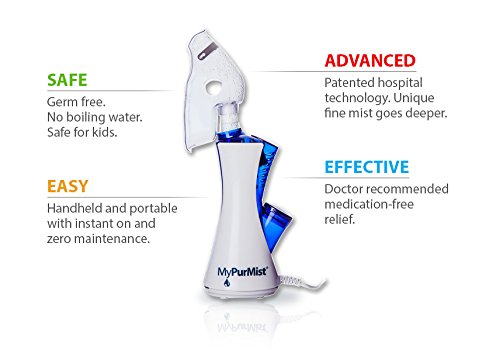 SAFE
Germ free.
No boiling water.
Safe for kids.
EASY
Handheld and portable
with instant on and
zero maintenance.
ADVANCED
Patented hospital
technology. Unique
fine mist goes deeper.
EFFECTIVE
Doctor recommended
medication-free
relief.
MyPurMist®